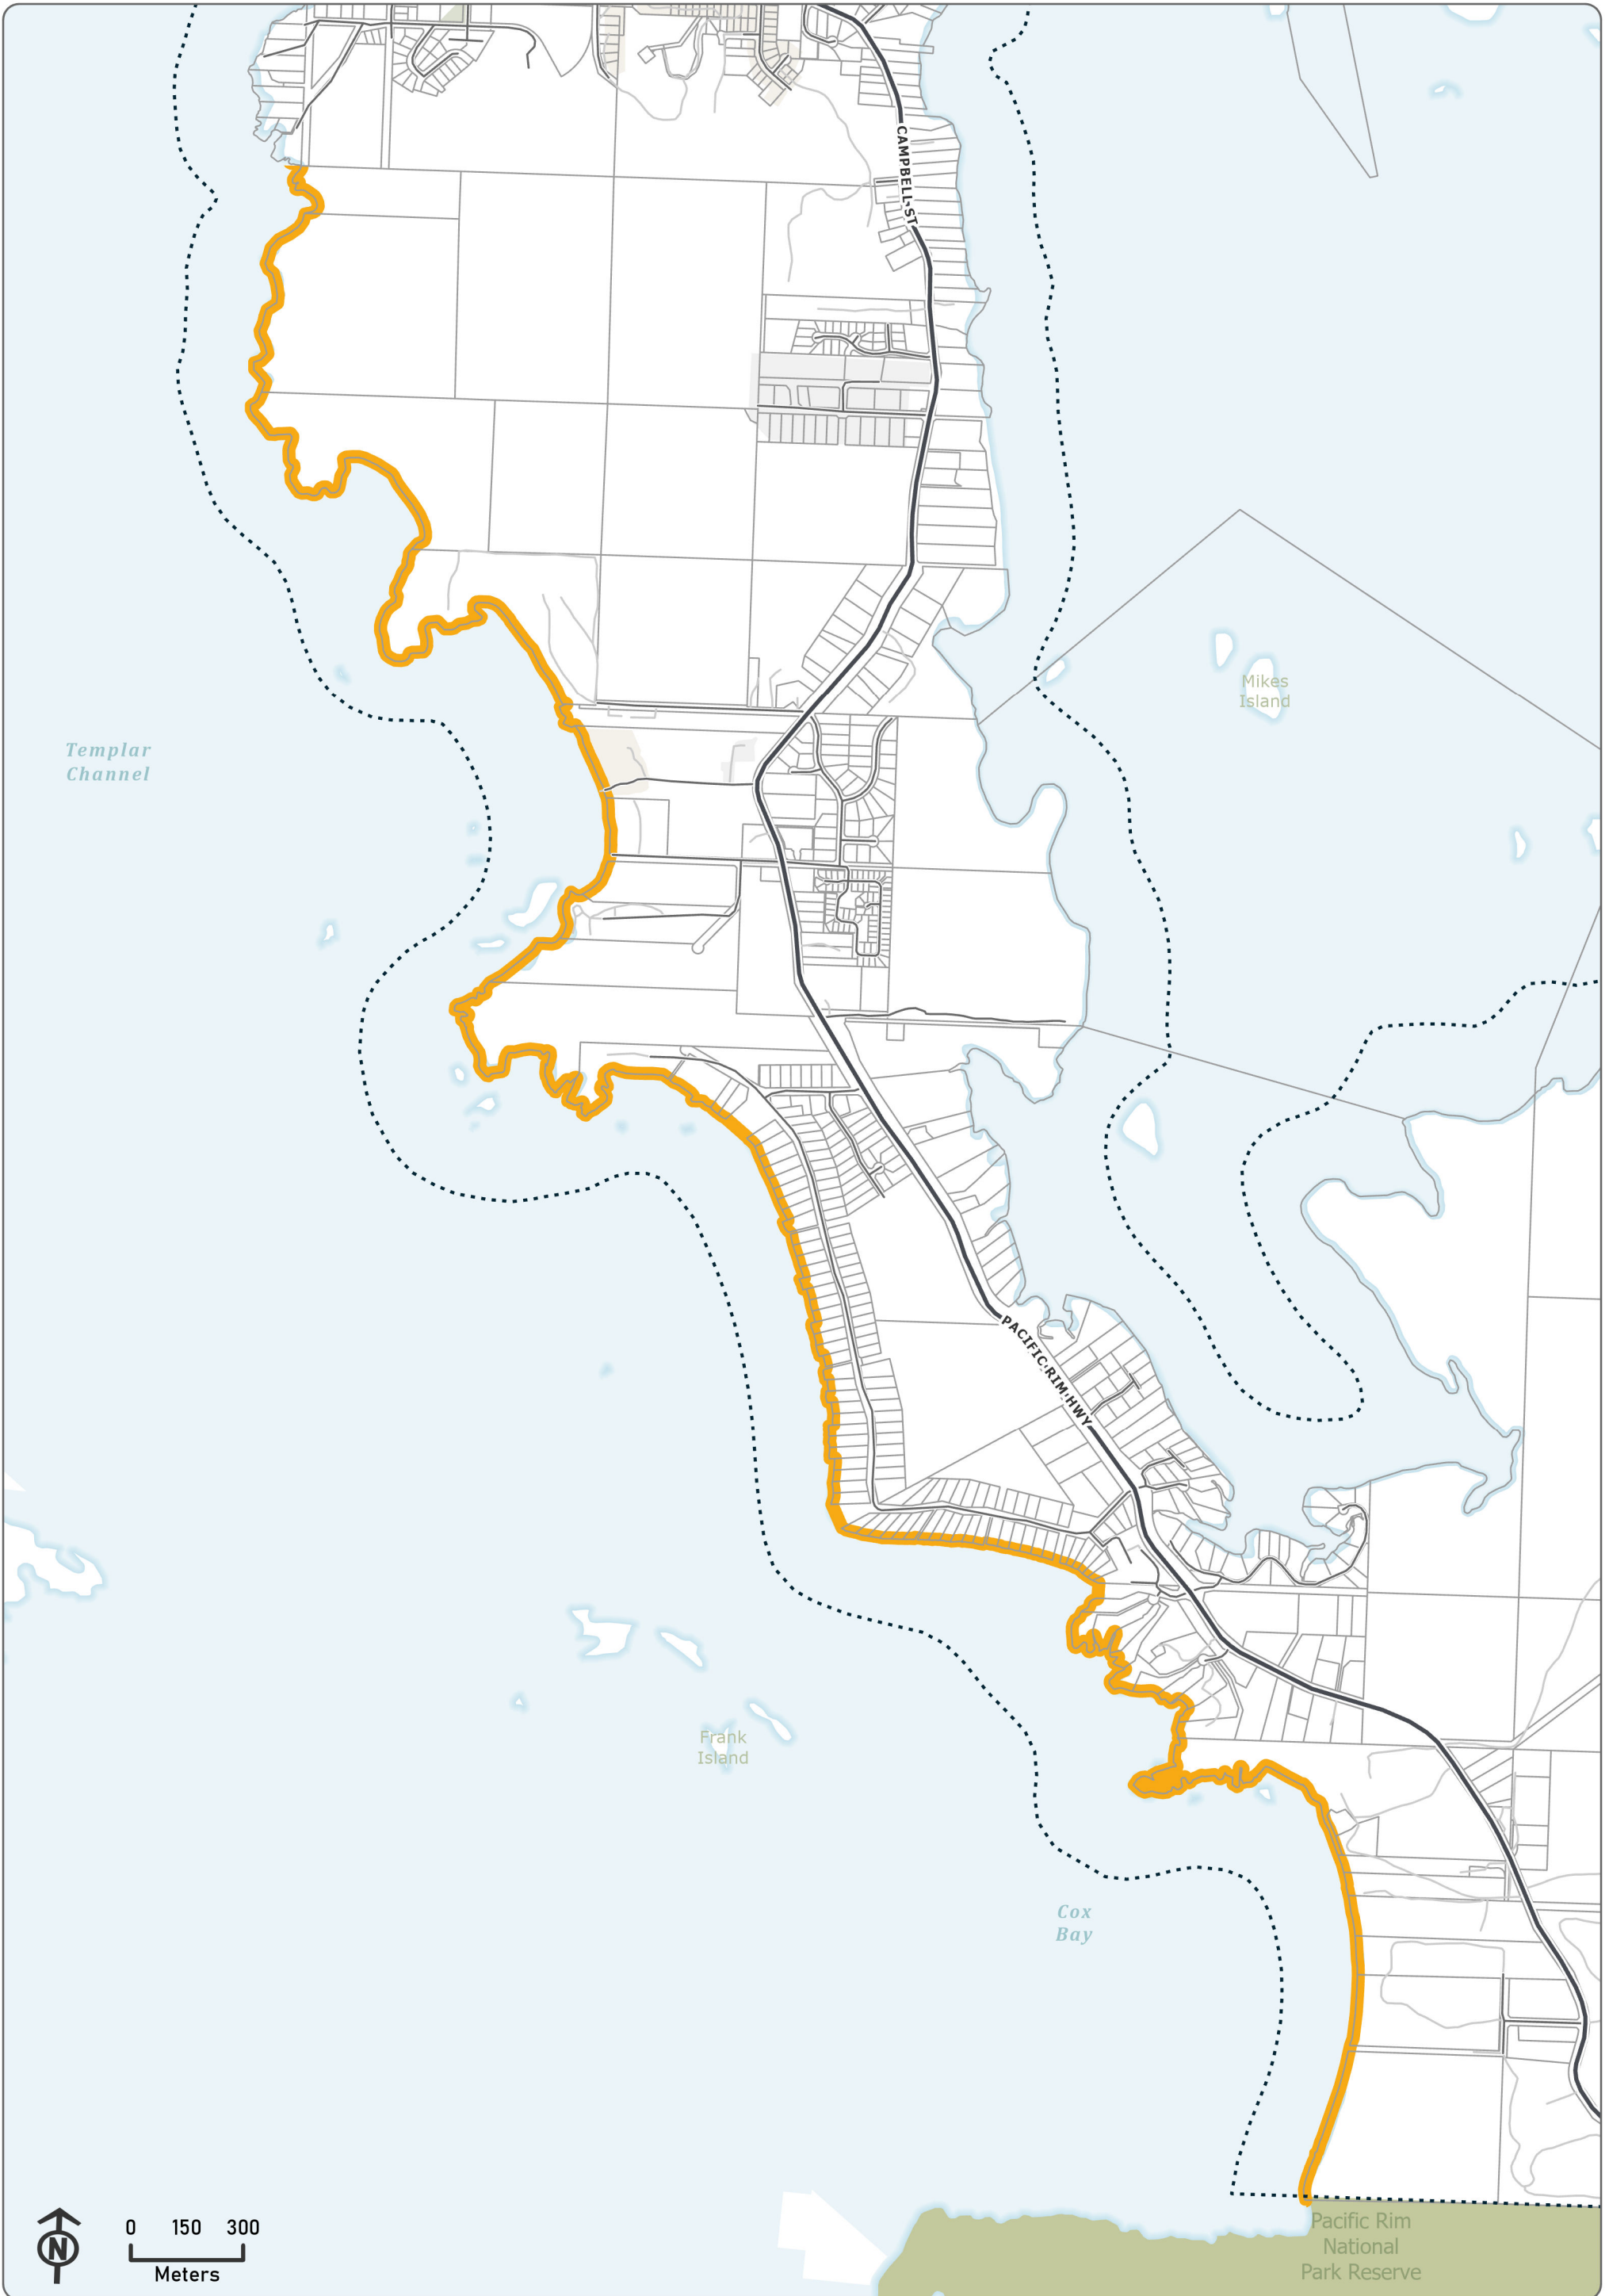 CAMPBELL ST
Mikes
Island
Templar
Channel
PACIFIC RIM HWY
Frank
Island
Cox
Bay
N
0 150 300
Meters
Pacific Rim
National
Park Reserve